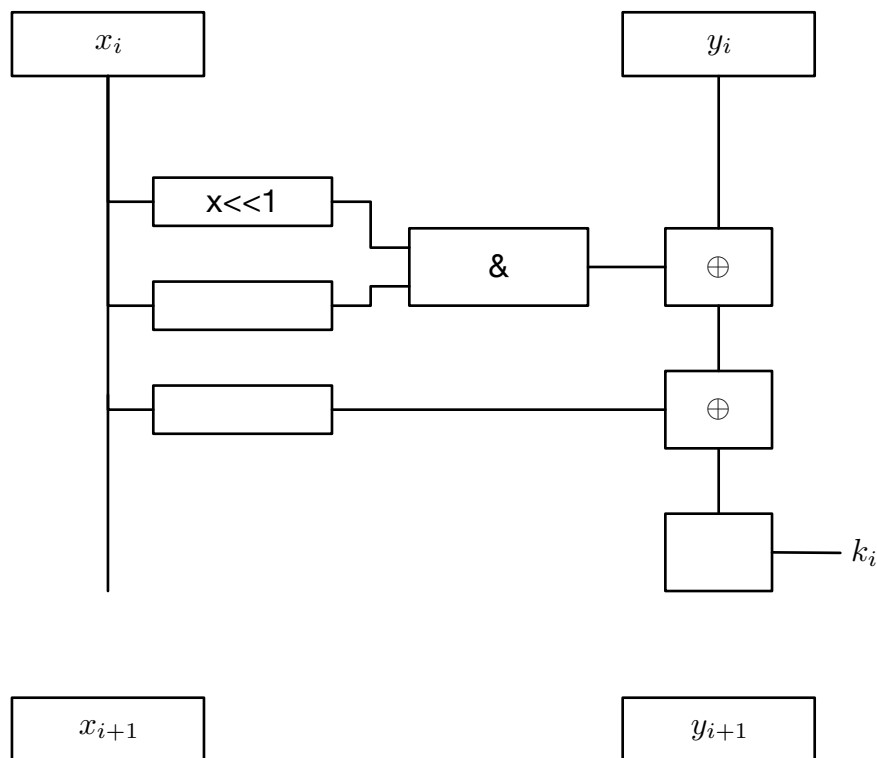 x_i y_i
x<<1
& ⊕
⊕
k_i
x_{i+1} y_{i+1}